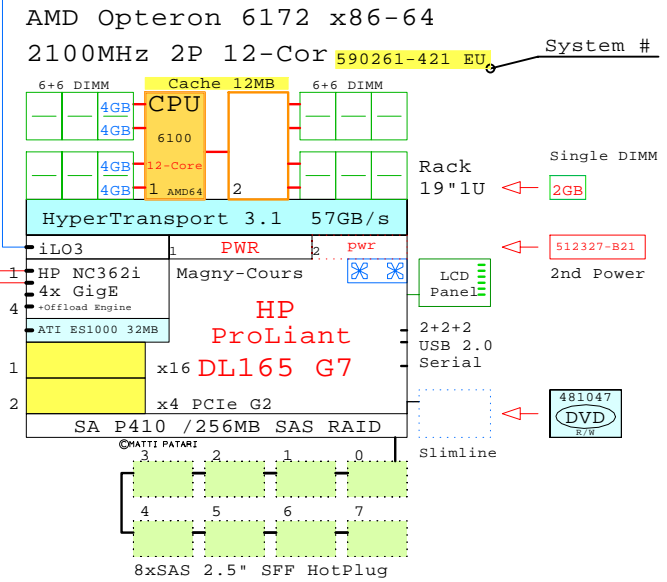 AMD Opteron 6172 x86-64
2100MHz 2P 12-Cor 590261-421 EU System #
6+6 DIMM Cache 12MB 6+6 DIMM
4GB CPU
4GB 6100
4GB 12-Core
4GB 1 AMD64 2
Rack
19"1U
Single DIMM
2GB
HyperTransport 3.1 57GB/s
iLO3 1 PWR 2 pwr
512327-B21
2nd Power
1 HP NC362i Magny-Cours
4x GigE
4 +Offload Engine
LCD
Panel
ATI ES1000 32MB
HP
ProLiant
DL165 G7
2+2+2
USB 2.0
Serial
1 x16
2 x4 PCIe G2
481047
DVD
R/W
SA P410 /256MB SAS RAID
Slimline
©MATTI PATARI
3 2 1 0
4 5 6 7
8xSAS 2.5" SFF HotPlug